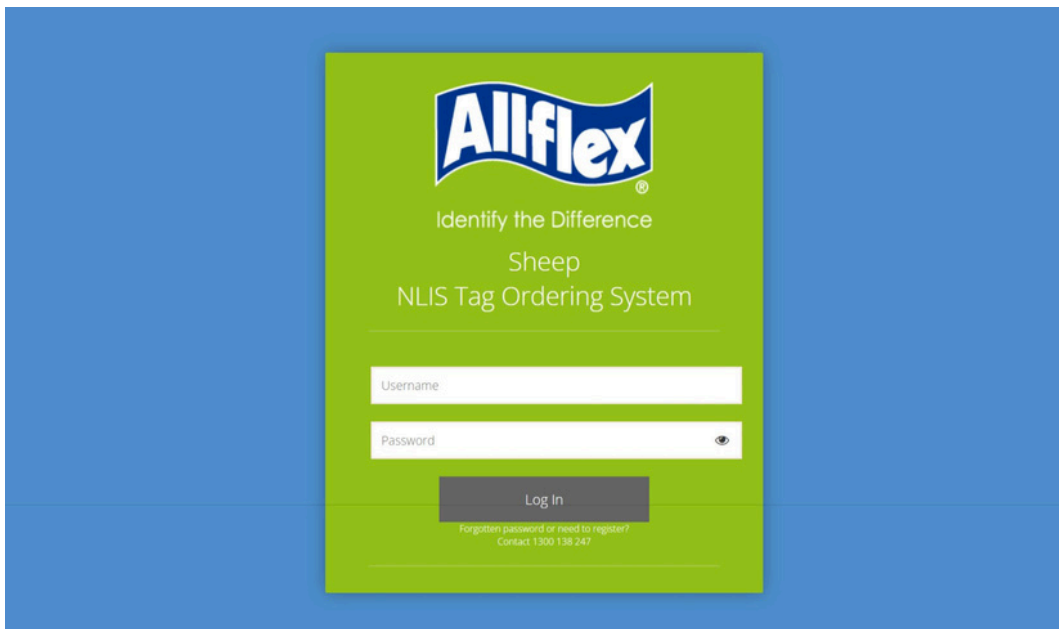 Allflex
®
Identify the Difference
Sheep
NLIS Tag Ordering System
Username
Password
Log In
Forgotten password or need to register?
Contact 1300 138 247